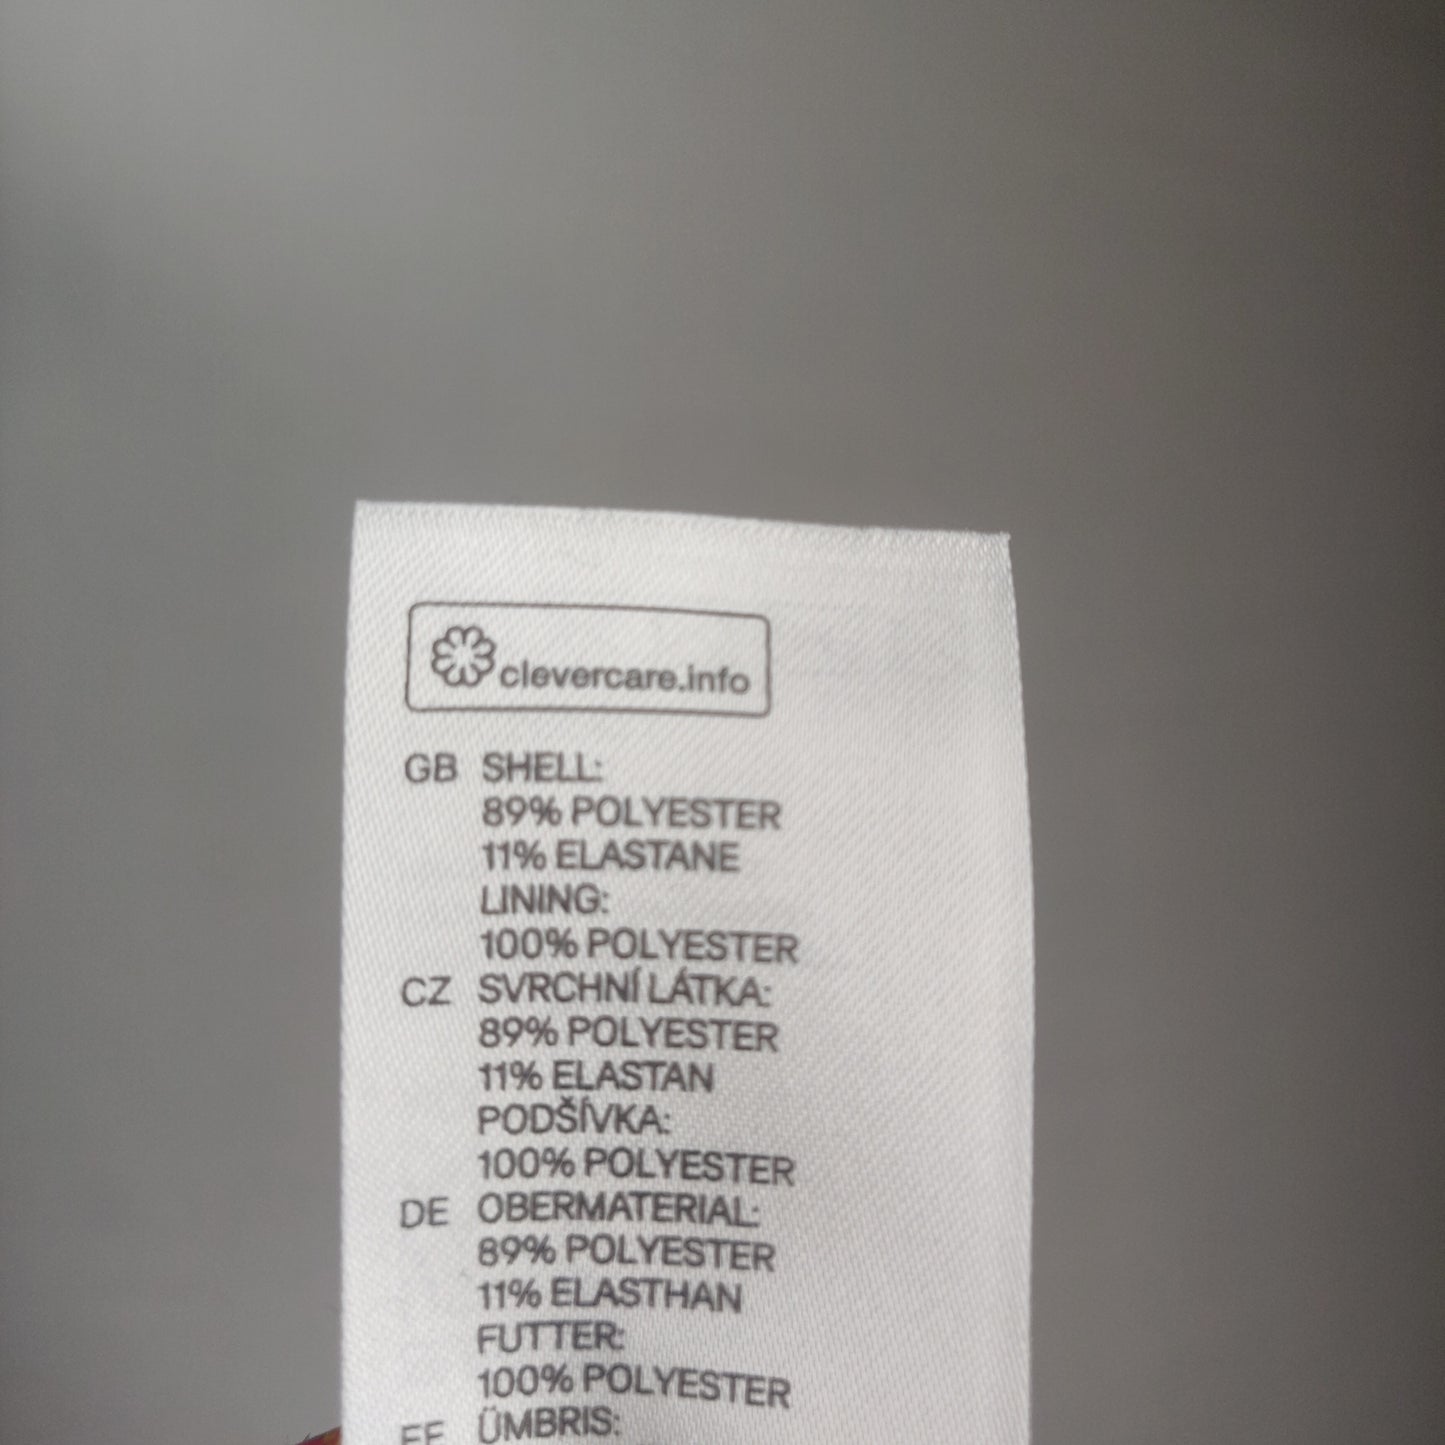 clevercare.info
GB SHELL:
89% POLYESTER
11% ELASTANE
LINING:
100% POLYESTER
CZ SVRCHNÍ LÁTKA:
89% POLYESTER
11% ELASTAN
PODŠÍVKA:
100% POLYESTER
DE OBERMATERIAL:
89% POLYESTER
11% ELASTHAN
FUTTER:
100% POLYESTER
EE ÜMBRIS: